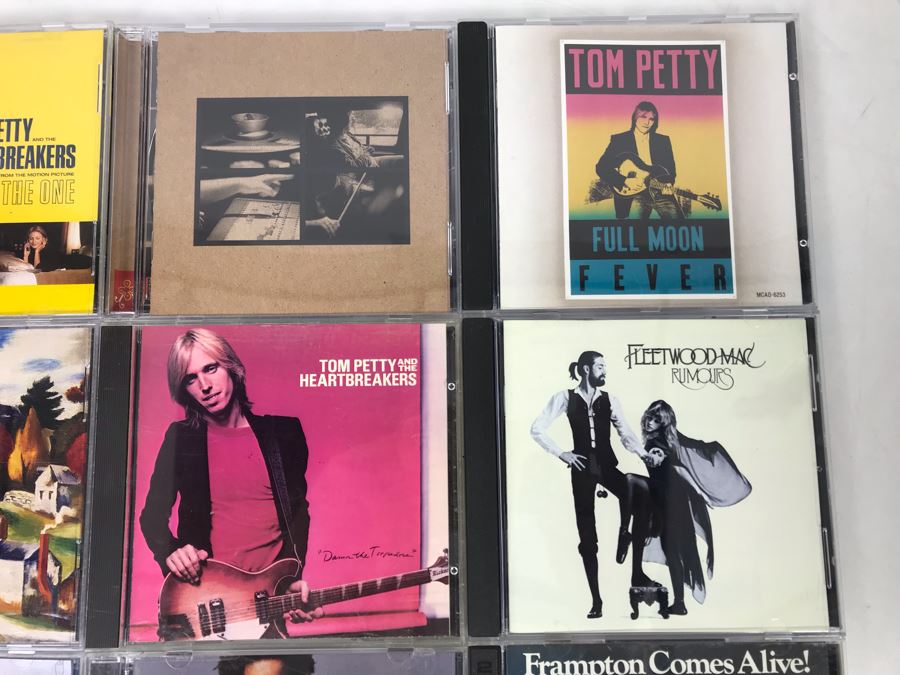 ETTY AND THE
BREAKERS
FROM THE MOTION PICTURE
THE ONE
TOM PETTY
FULL MOON
FEVER
MCAD-6253
TOM PETTY AND THE
HEARTBREAKERS
"Damn the Torpedoes"
FLEETWOOD MAC
RUMOURS
Frampton Comes Alive!